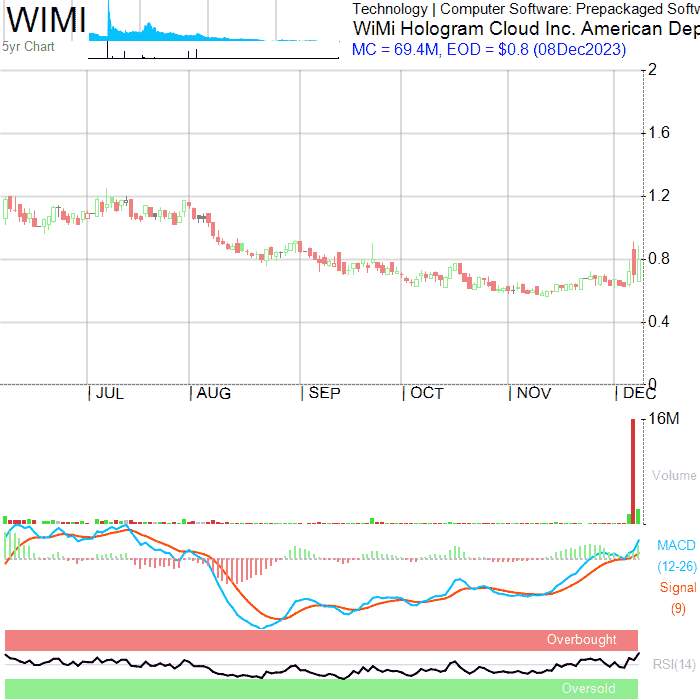 WIMI
5yr Chart
Technology | Computer Software: Prepackaged Softw
WiMi Hologram Cloud Inc. American Dep
MC = 69.4M, EOD = $0.8 (08Dec2023)
2
1.6
1.2
0.8
0.4
0
JUL AUG SEP OCT NOV DEC
16M
Volume
MACD
(12-26)
Signal
(9)
Overbought
RSI(14)
Oversold